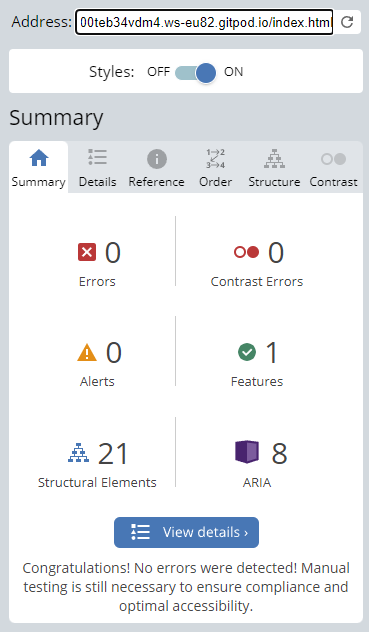 Address: 00teb34vdm4.ws-eu82.gitpod.io/index.html
Styles: OFF ON
Summary
Summary Details Reference Order Structure Contrast
0 0
Errors Contrast Errors
0 1
Alerts Features
21 8
Structural Elements ARIA
View details ›
Congratulations! No errors were detected! Manual
testing is still necessary to ensure compliance and
optimal accessibility.